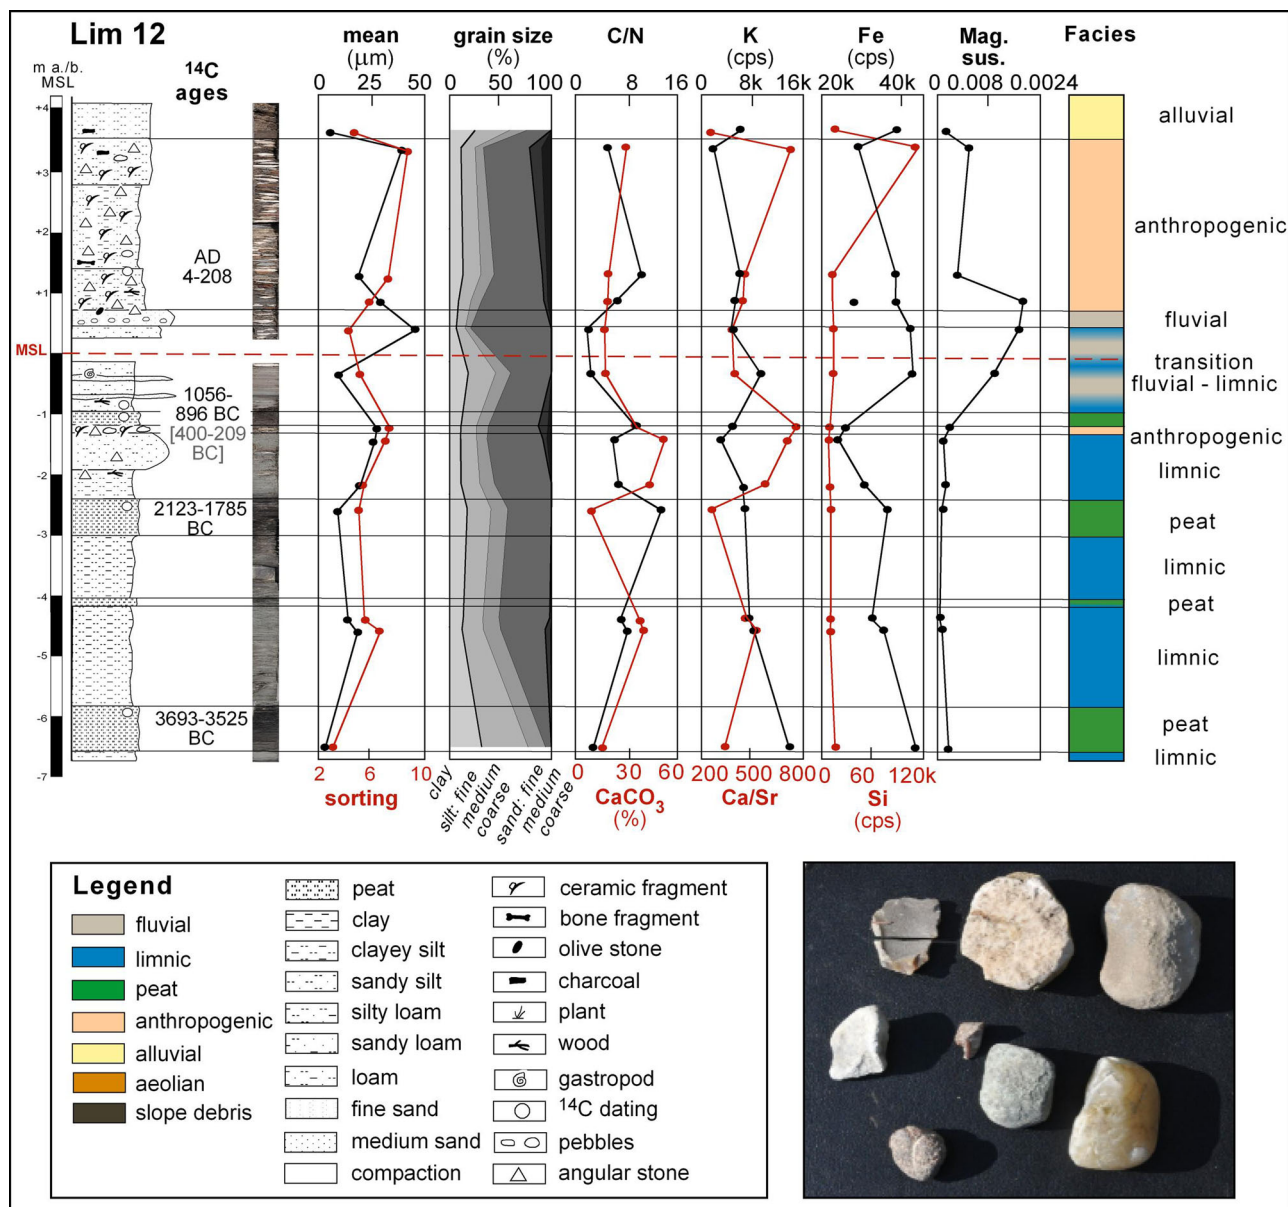 Lim 12
m a./b.
MSL
14C
ages
mean
(µm)
0 25 50
grain size
(%)
0 50 100
C/N
0 8 16
K
(cps)
0 8 16k
Fe
(cps)
20k 40k
Mag.
sus.
0 0.008 0.0024
Facies
+4
+3
+2
+1
MSL
-1
-2
-3
-4
-5
-6
-7
AD
4-208
1056-
896 BC
[400-209
BC]
2123-1785
BC
3693-3525
BC
alluvial
anthropogenic
fluvial
transition
fluvial - limnic
anthropogenic
limnic
peat
limnic
peat
limnic
peat
limnic
2 6 10
sorting
clay
silt: fine
medium
coarse
sand: fine
medium
coarse
0 30 60
CaCO3
(%)
200 500 800
Ca/Sr
0 60 120k
Si
(cps)
Legend
fluvial
limnic
peat
anthropogenic
alluvial
aeolian
slope debris
peat
clay
clayey silt
sandy silt
silty loam
sandy loam
loam
fine sand
medium sand
compaction
ceramic fragment
bone fragment
olive stone
charcoal
plant
wood
gastropod
14C dating
pebbles
angular stone